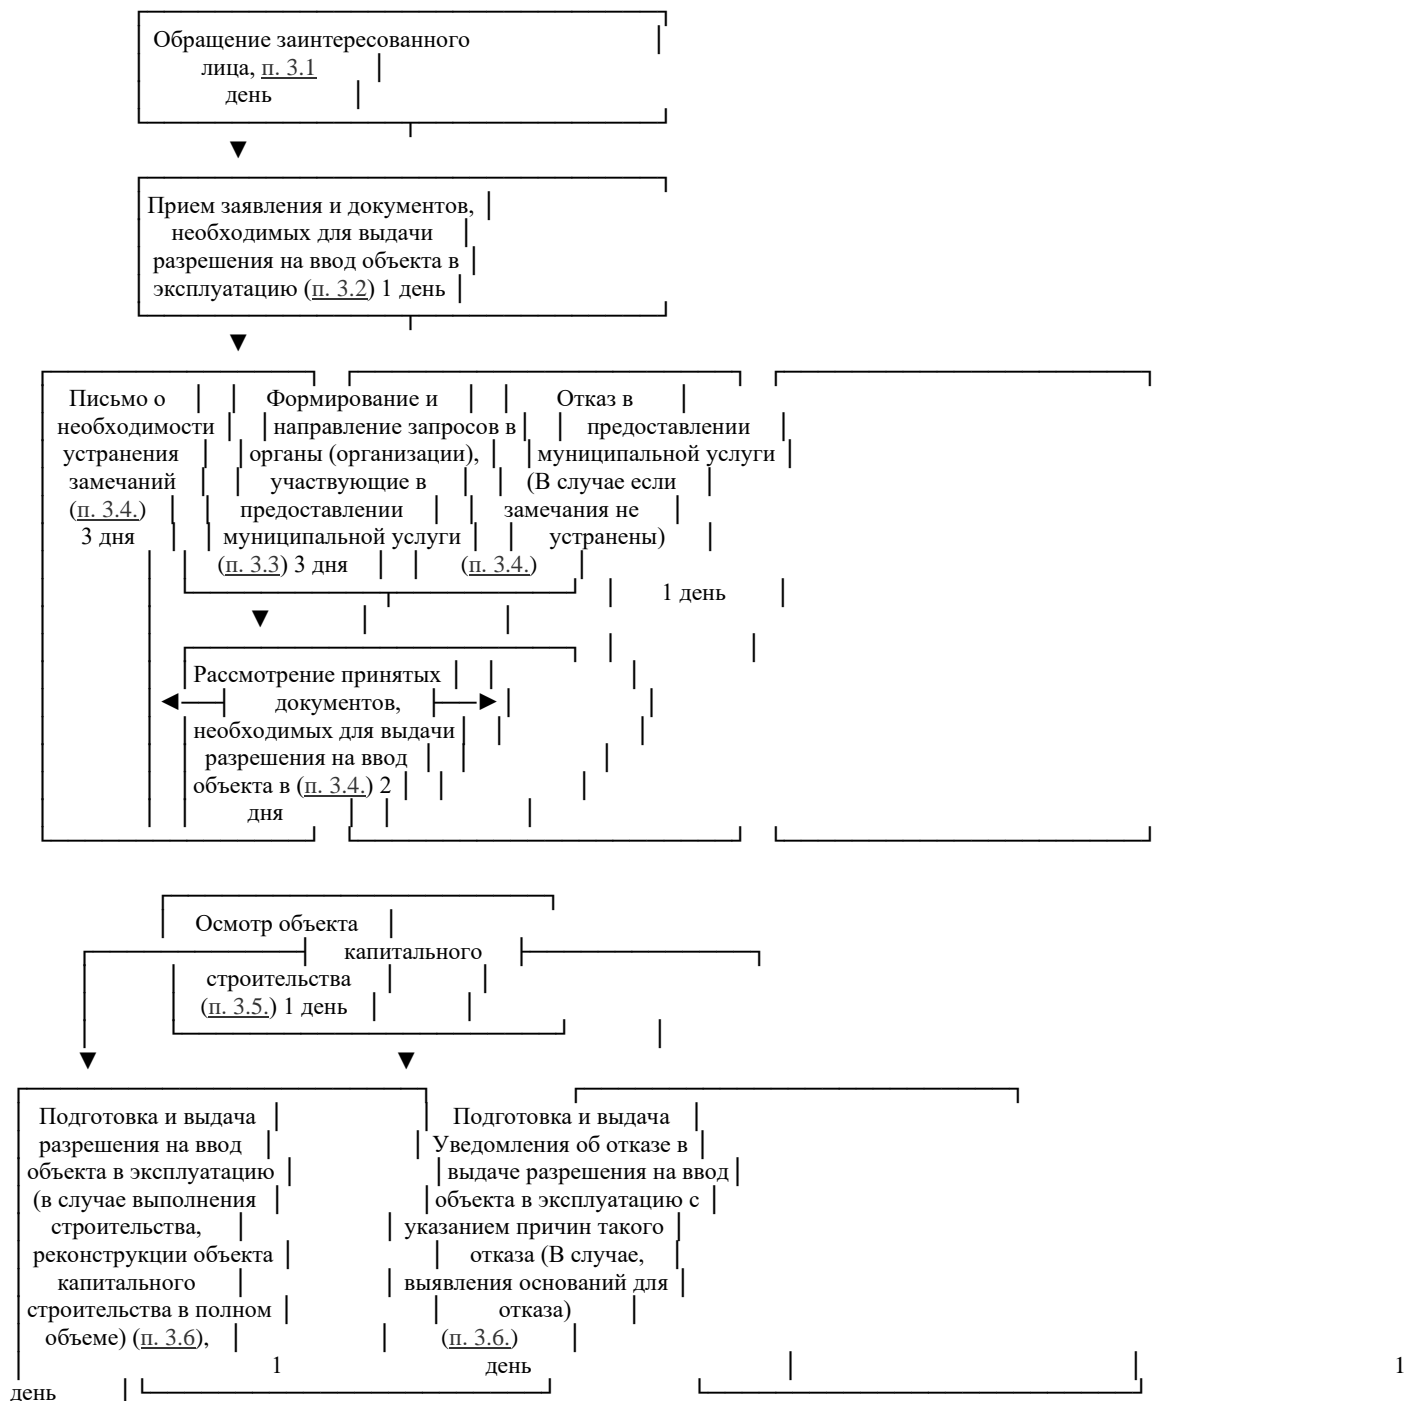 Обращение заинтересованного
лица, п. 3.1
день
Прием заявления и документов,
необходимых для выдачи
разрешения на ввод объекта в
эксплуатацию (п. 3.2) 1 день
Письмо о
необходимости
устранения
замечаний
(п. 3.4.)
3 дня
Формирование и
направление запросов в
органы (организации),
участвующие в
предоставлении
муниципальной услуги
(п. 3.3) 3 дня
Отказ в
предоставлении
муниципальной услуги
(В случае если
замечания не
устранены)
(п. 3.4.)
1 день
Рассмотрение принятых
документов,
необходимых для выдачи
разрешения на ввод
объекта в (п. 3.4.) 2
дня
Осмотр объекта
капитального
строительства
(п. 3.5.) 1 день
Подготовка и выдача
разрешения на ввод
объекта в эксплуатацию
(в случае выполнения
строительства,
реконструкции объекта
капитального
строительства в полном
объеме) (п. 3.6),
1 день
Подготовка и выдача
Уведомления об отказе в
выдаче разрешения на ввод
объекта в эксплуатацию с
указанием причин такого
отказа (В случае,
выявления оснований для
отказа)
(п. 3.6.)
1
день